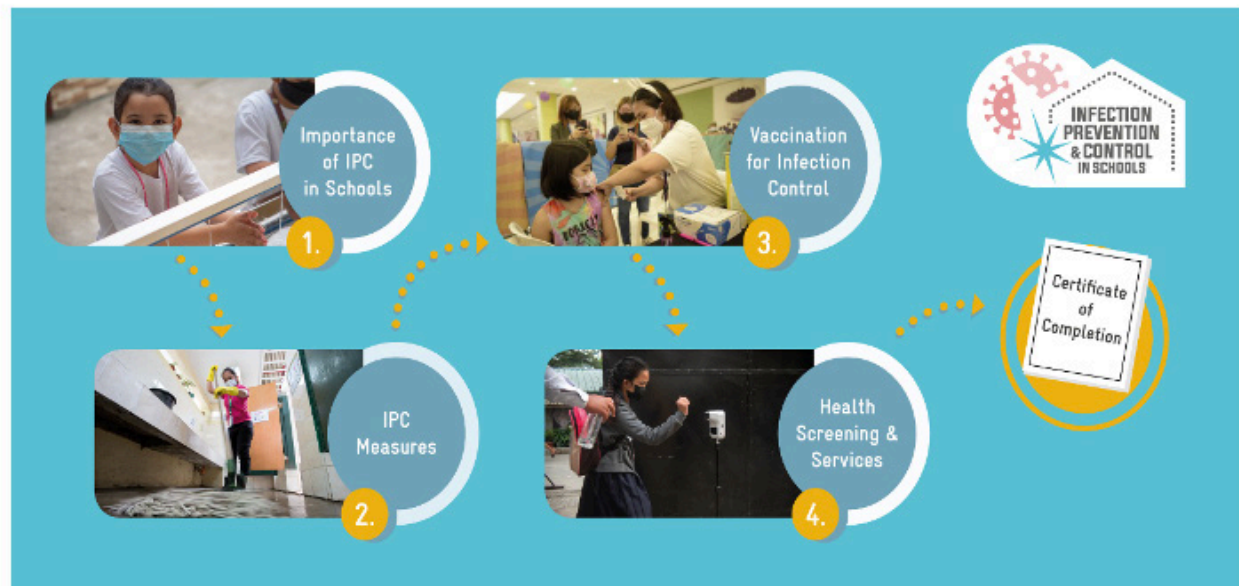 Importance
of IPC
in Schools
1.
IPC
Measures
2.
Vaccination
for Infection
Control
3.
Health
Screening &
Services
4.
INFECTION
PREVENTION
& CONTROL
IN SCHOOLS
Certificate
of
Completion